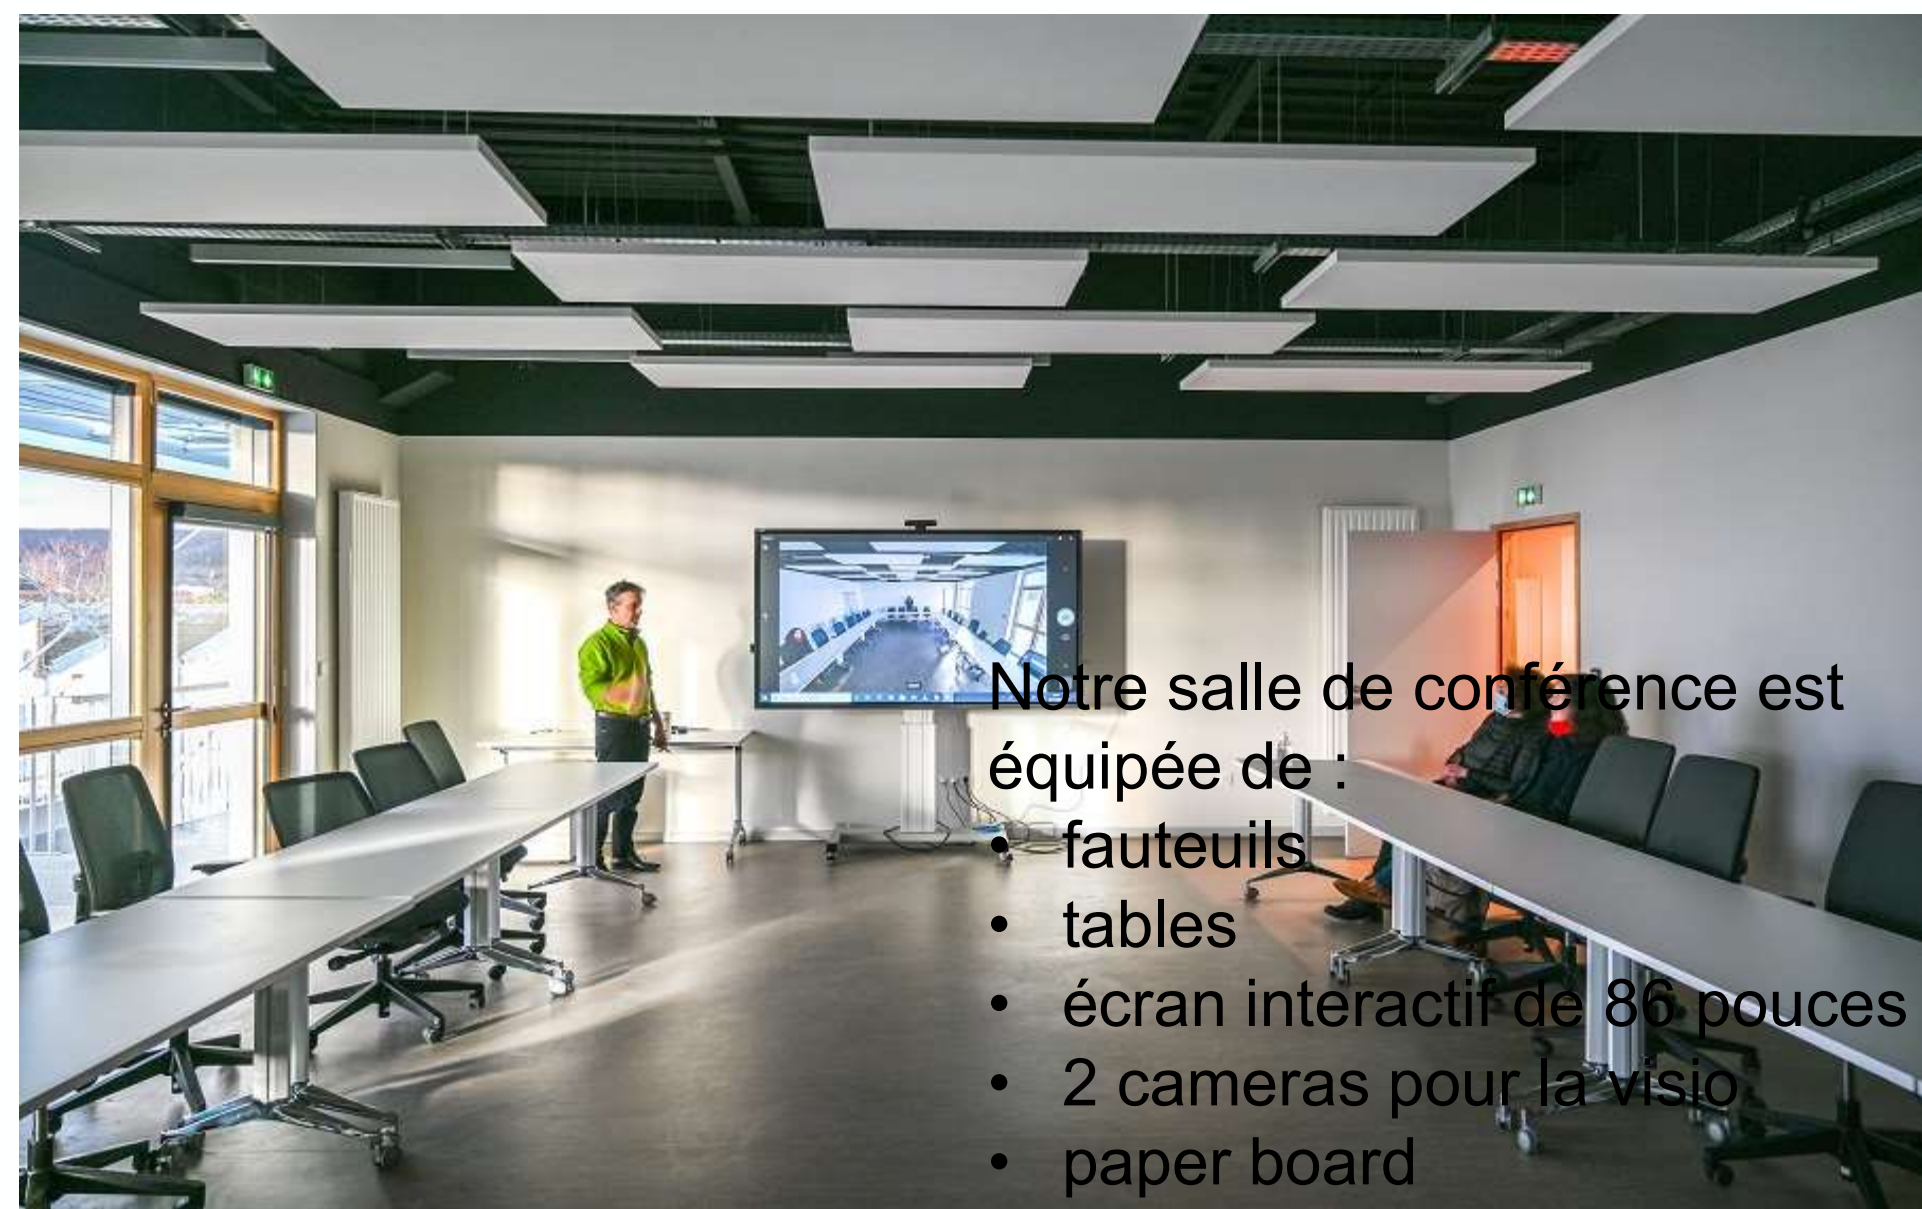 Notre salle de conférence est
équipée de :
• fauteuils
• tables
• écran interactif de 86 pouces
• 2 cameras pour la visio
• paper board